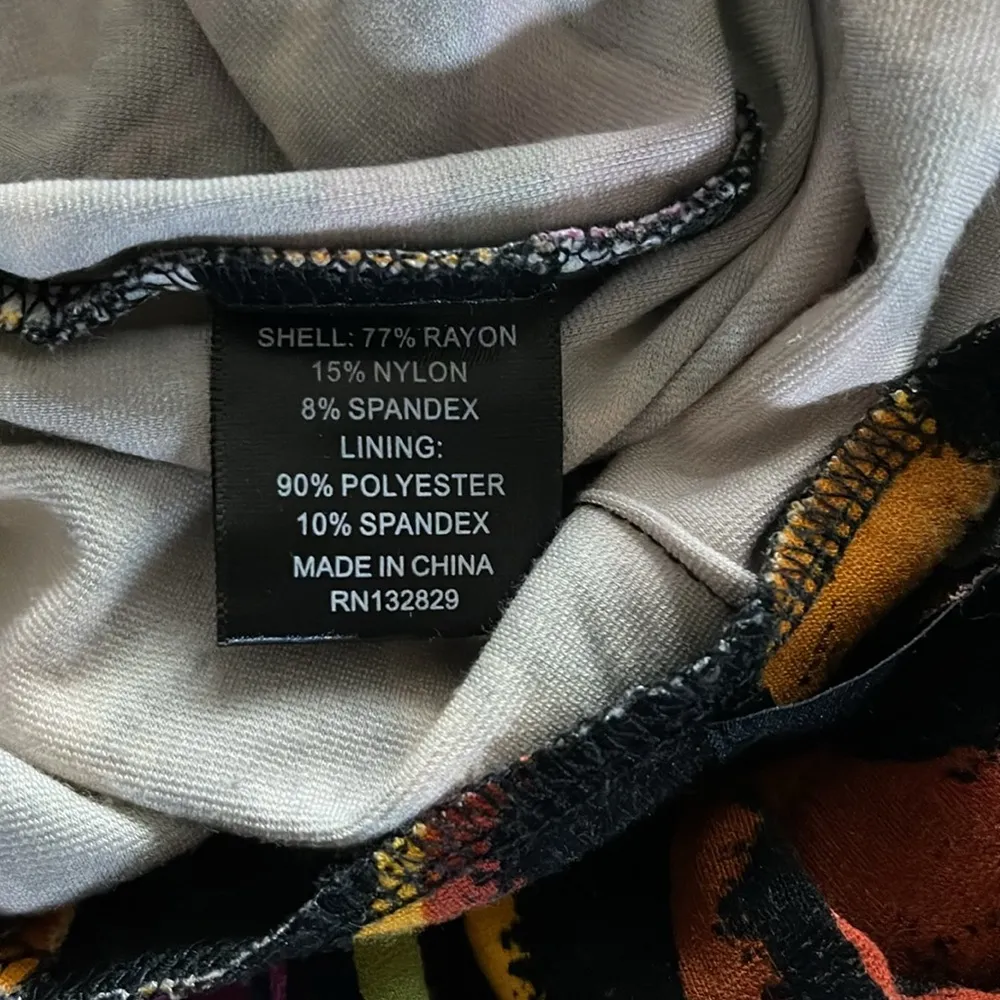 SHELL: 77% RAYON
15% NYLON
8% SPANDEX
LINING:
90% POLYESTER
10% SPANDEX
MADE IN CHINA
RN132829